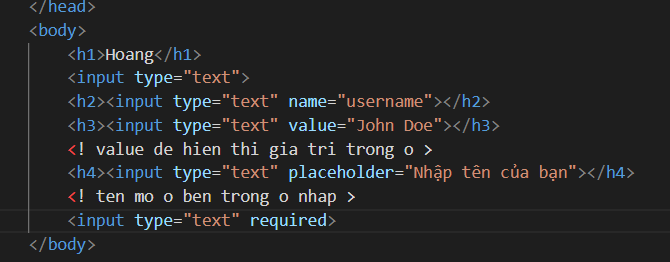 </head>
<body>
<h1>Hoang</h1>
<input type="text">
<h2><input type="text" name="username"></h2>
<h3><input type="text" value="John Doe"></h3>
<! value de hien thi gia tri trong o >
<h4><input type="text" placeholder="Nhập tên của bạn"></h4>
<! ten mo o ben trong o nhap >
<input type="text" required>
</body>